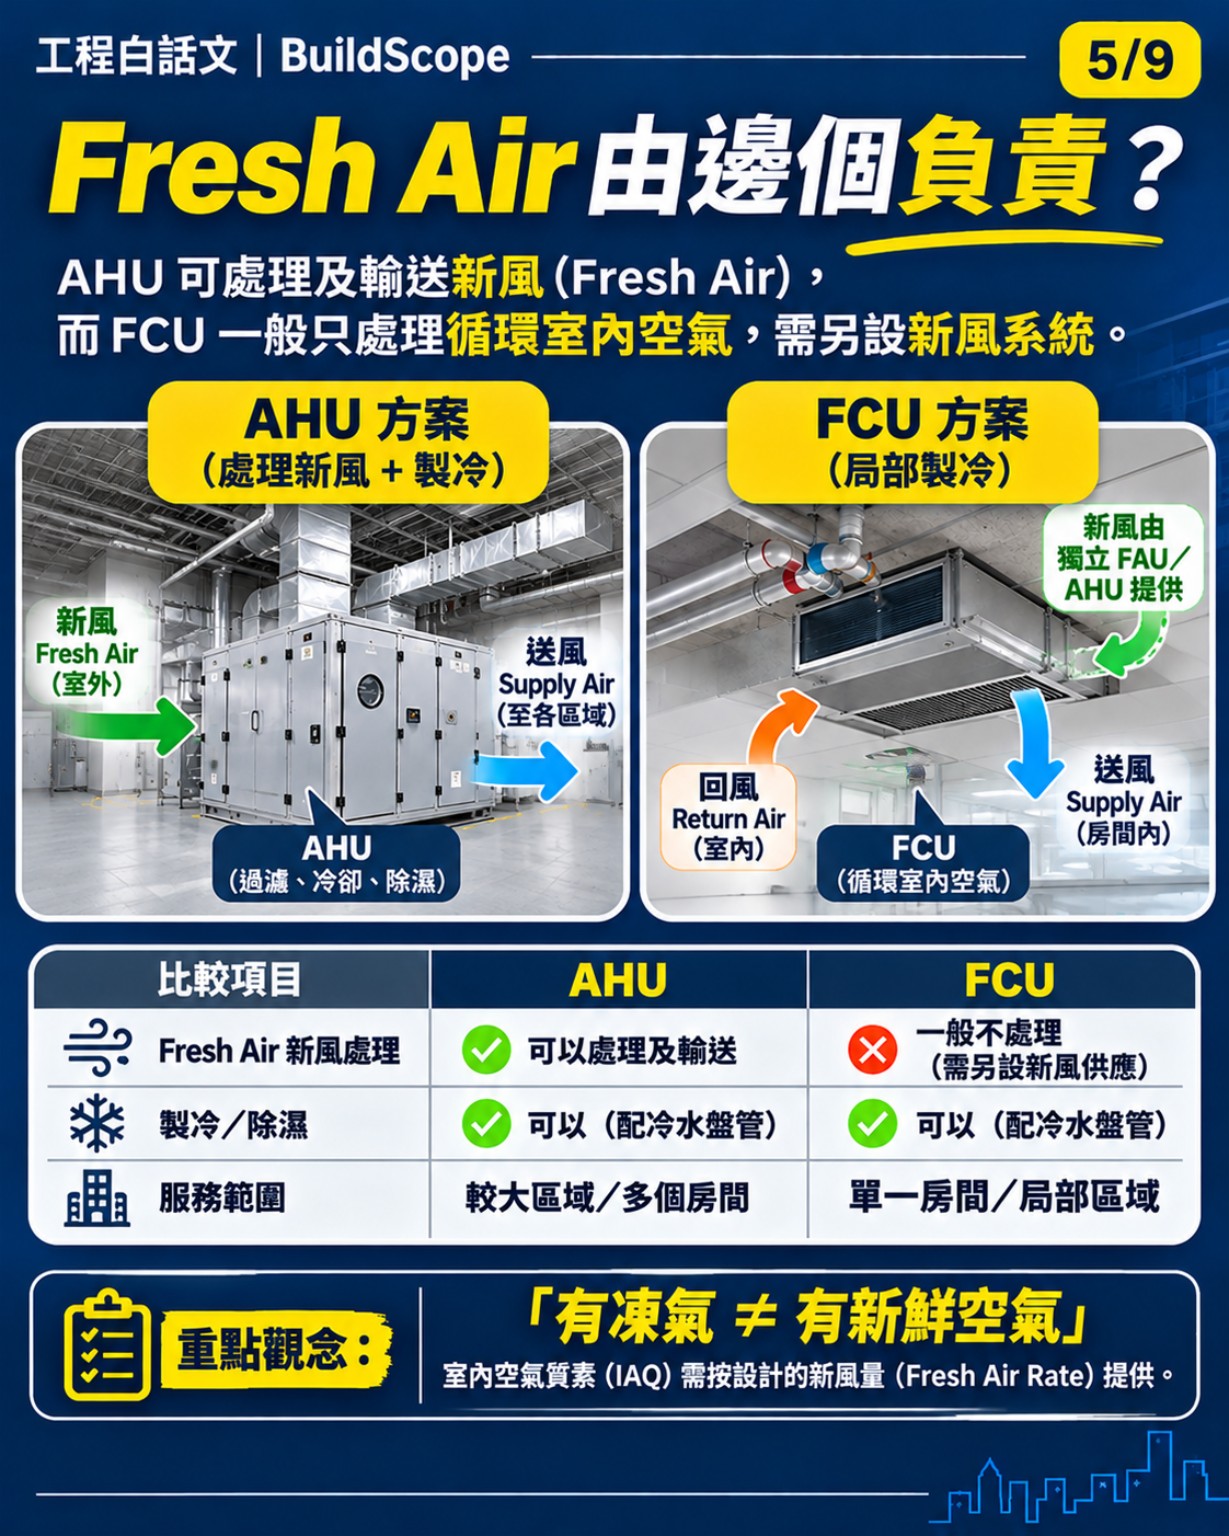 工程白話文｜BuildScope
5/9
Fresh Air 由邊個負責？
AHU 可處理及輸送新風 (Fresh Air)，
而 FCU 一般只處理循環室內空氣，需另設新風系統。
AHU 方案
（處理新風 + 製冷）
新風
Fresh Air
（室外）
送風
Supply Air
（至各區域）
AHU
（過濾、冷卻、除濕）
FCU 方案
（局部製冷）
新風由
獨立 FAU／
AHU 提供
回風
Return Air
（室內）
送風
Supply Air
（房間內）
FCU
（循環室內空氣）
比較項目 AHU FCU
Fresh Air 新風處理 可以處理及輸送 一般不處理
（需另設新風供應）
製冷／除濕 可以（配冷水盤管） 可以（配冷水盤管）
服務範圍 較大區域／多個房間 單一房間／局部區域
重點觀念：
「有凍氣 ≠ 有新鮮空氣」
室內空氣質素 (IAQ) 需按設計的新風量 (Fresh Air Rate) 提供。